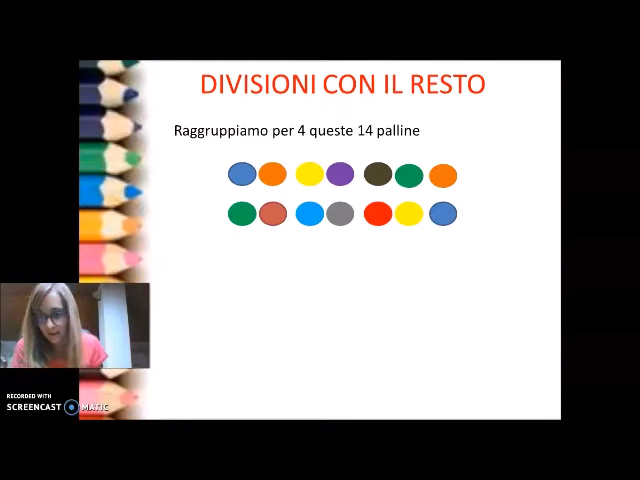 DIVISIONI CON IL RESTO
Raggruppiamo per 4 queste 14 palline
RECORDED WITH
SCREENCAST MATIC